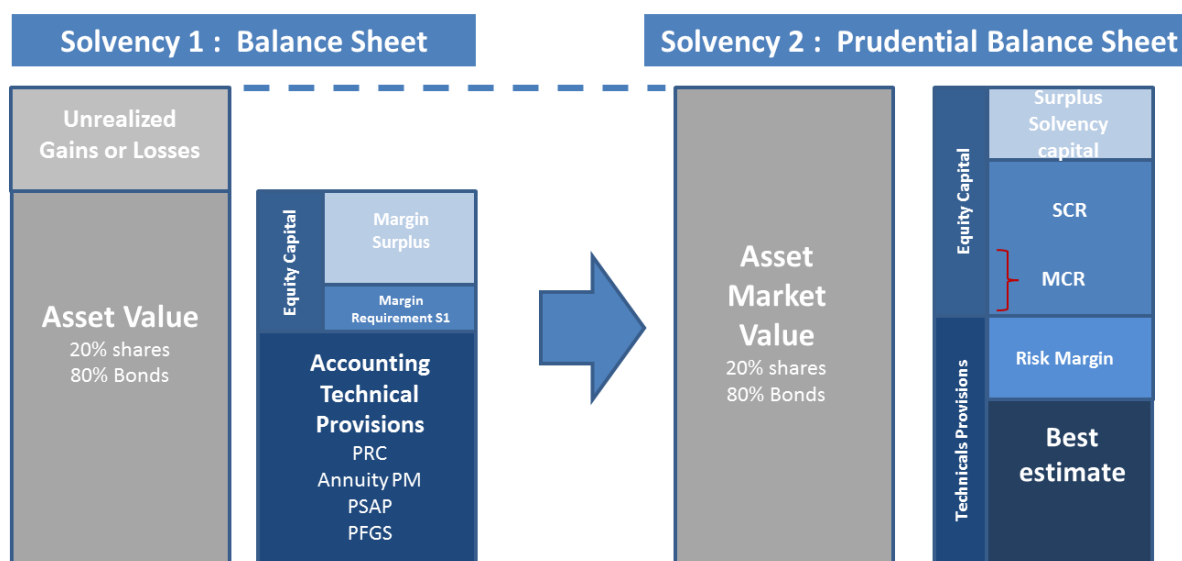 Solvency 1 : Balance Sheet
Solvency 2 : Prudential Balance Sheet
Unrealized
Gains or Losses
Asset Value
20% shares
80% Bonds
Equity Capital
Margin
Surplus
Margin
Requirement S1
Accounting
Technical
Provisions
PRC
Annuity PM
PSAP
PFGS
Asset
Market
Value
20% shares
80% Bonds
Equity Capital
Surplus
Solvency
capital
SCR
MCR
Technicals Provisions
Risk Margin
Best
estimate